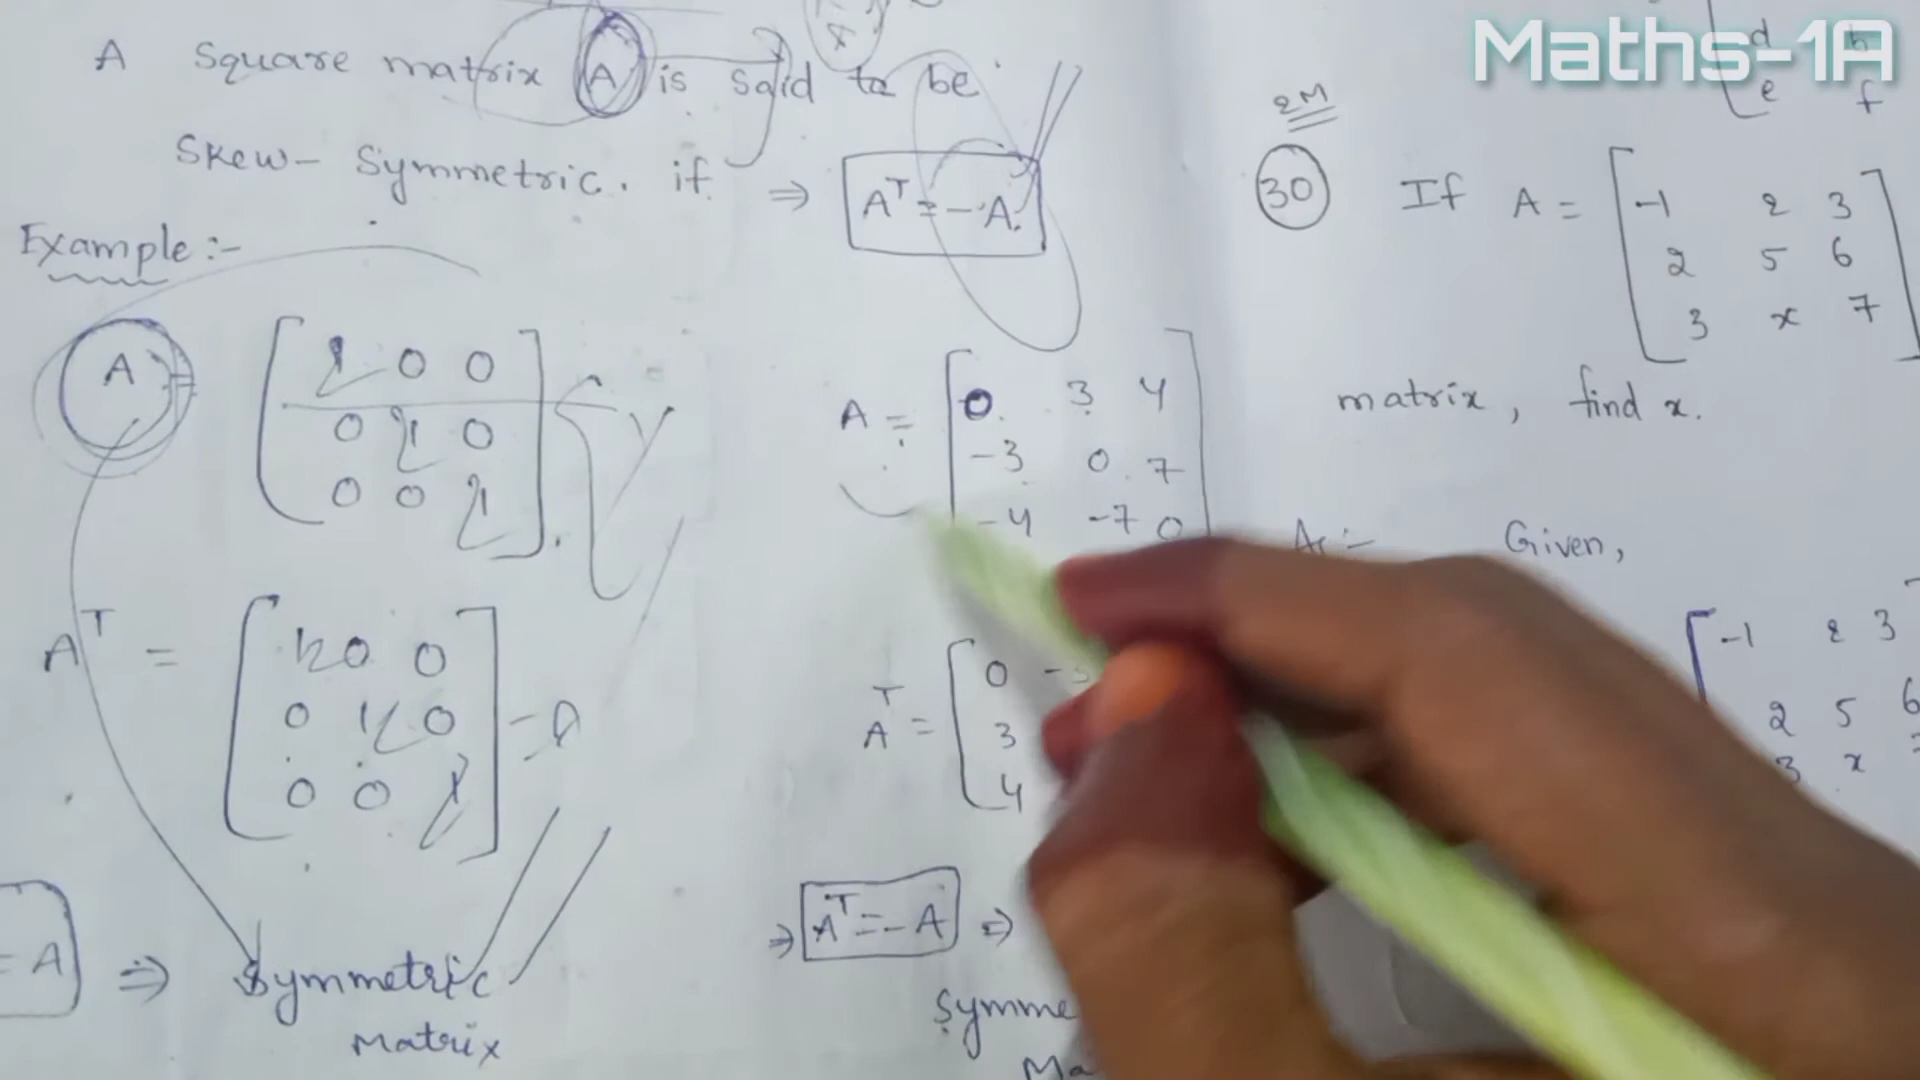 Maths-1A
A Square matrix A is said to be
Skew- Symmetric. if ⇒ Aᵀ = -A.
Example:-
A = [1 0 0
0 1 0
0 0 1].
Aᵀ = [1 0 0
0 1 0
0 0 1] = A
= A ⇒ Symmetric
Matrix
A = [0 3 4
-3 0 7
-4 -7 0
Aᵀ = [0 -3
3
4
⇒ Aᵀ = -A ⇒
Symme
Ma
d h
e f
2M
30 If A = [-1 2 3
2 5 6
3 x 7]
matrix, find x.
Given,
[-1 2 3
2 5 6
3 x